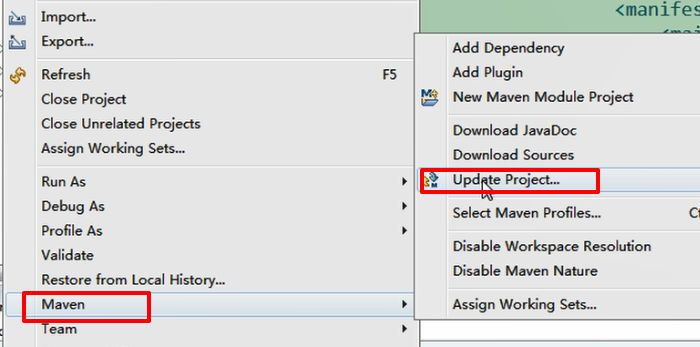 <manifes
<mai
Import...
Export...
Refresh F5
Close Project
Close Unrelated Projects
Assign Working Sets...
Run As
Debug As
Profile As
Validate
Restore from Local History...
Maven
Team
Add Dependency
Add Plugin
New Maven Module Project
Download JavaDoc
Download Sources
Update Project...
Select Maven Profiles... Ct
Disable Workspace Resolution
Disable Maven Nature
Assign Working Sets...